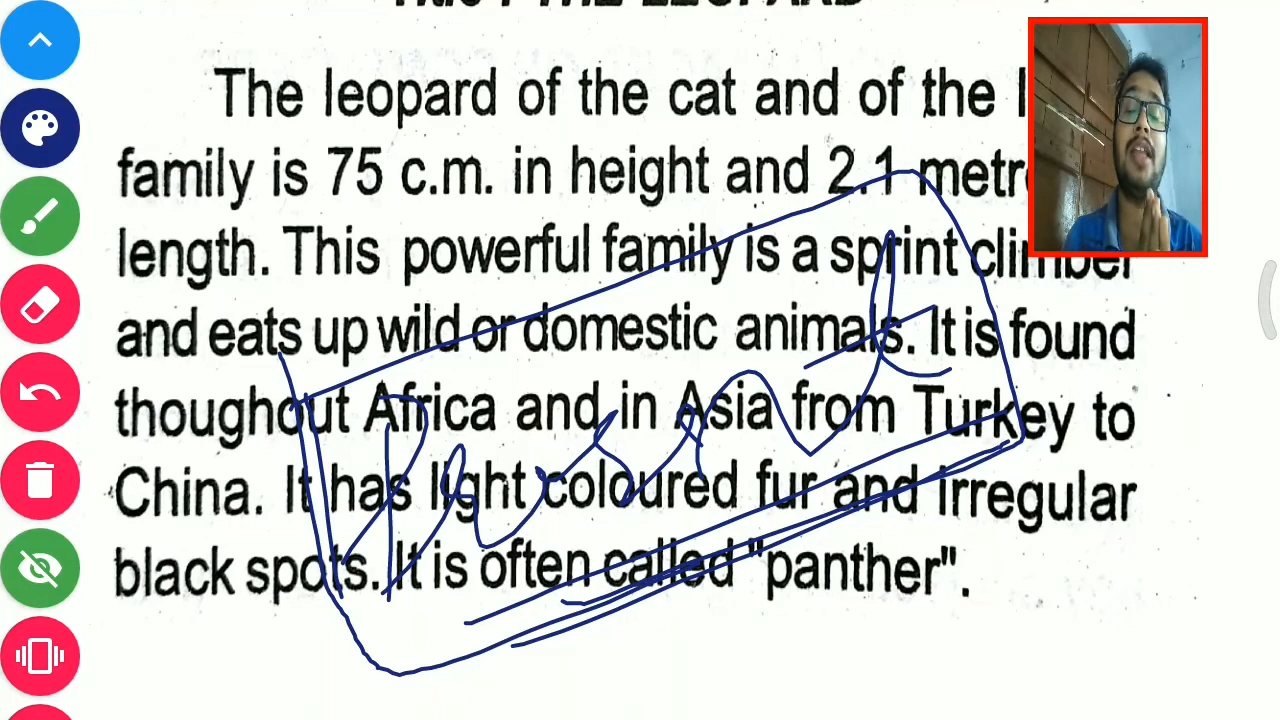 The leopard of the cat and of the
family is 75 c.m. in height and 2.1
length. This powerful family is a sprint climber
and eats up wild or domestic animals. It is found
thoughout Africa and in Asia from Turkey to
China. It has light coloured fur and irregular
black spots. It is often called "panther".
Present